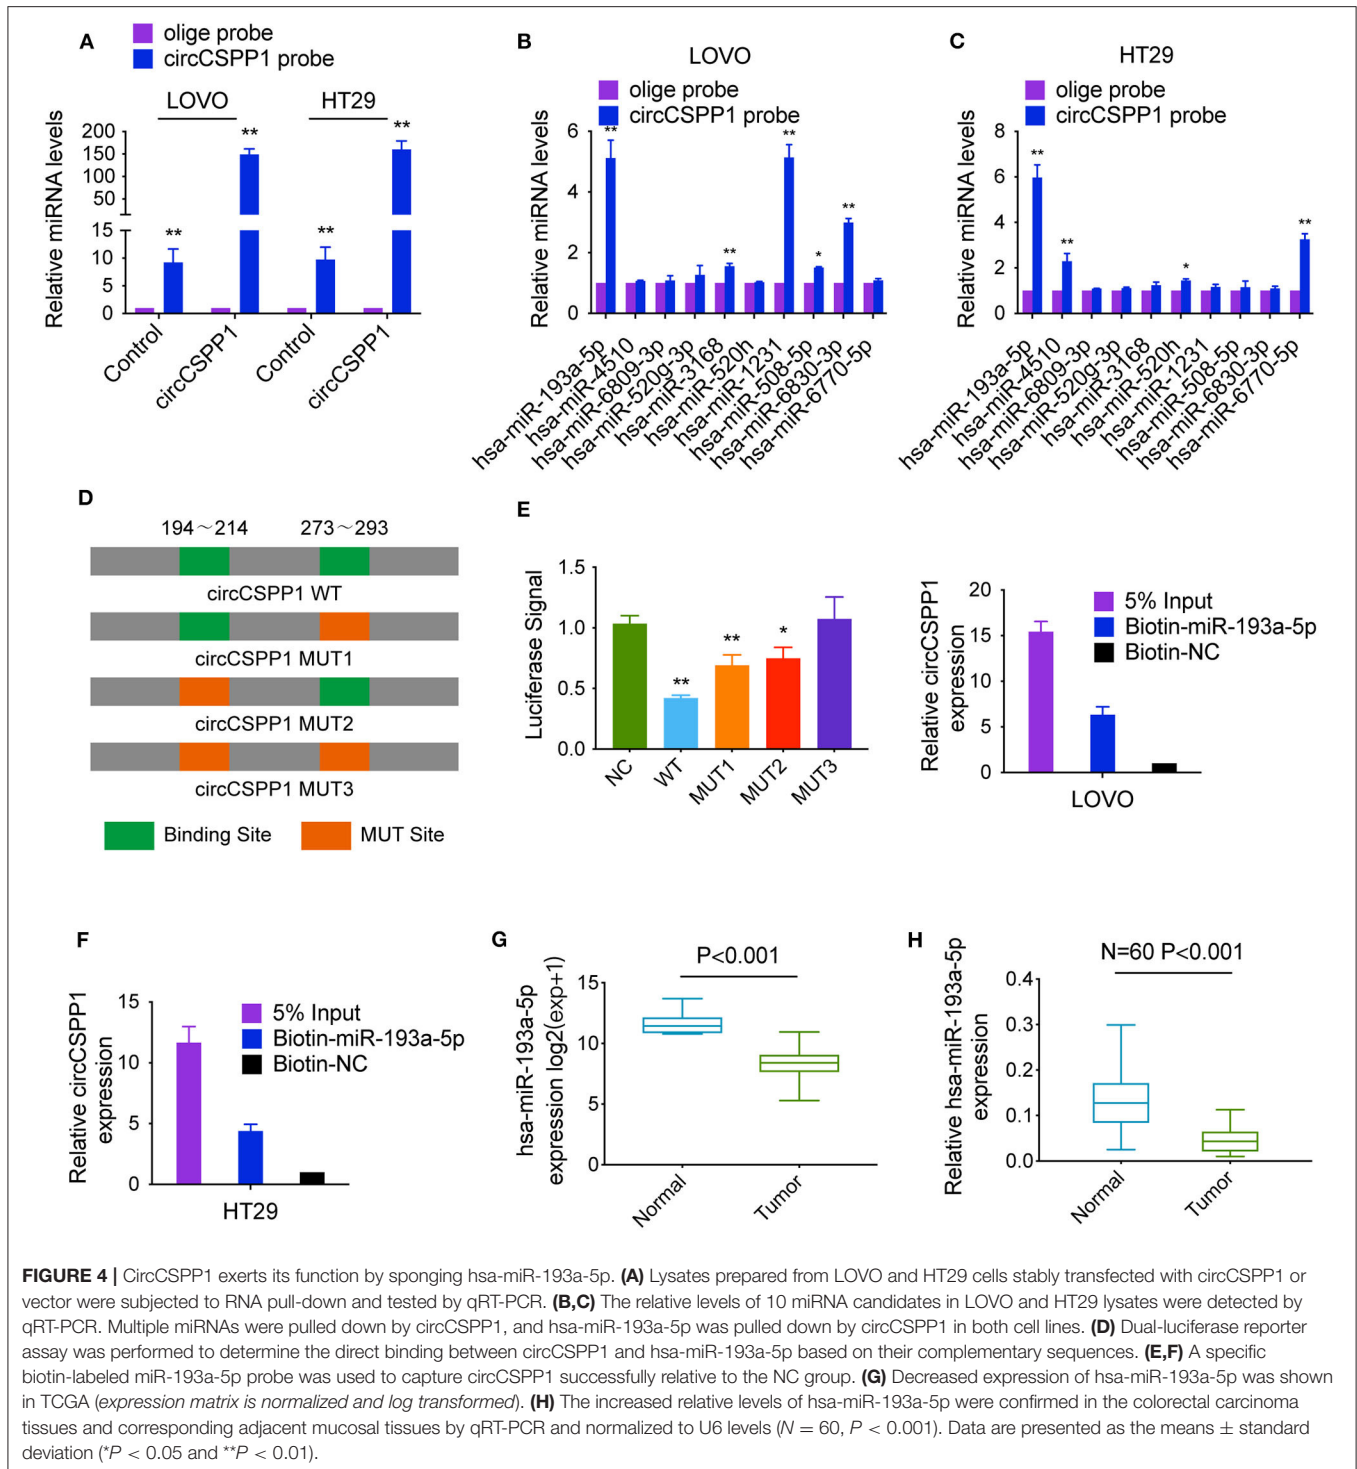 A
olige probe
circCSPP1 probe
LOVO
HT29
Relative miRNA levels
200
150
100
50
15
10
5
0
**
**
**
**
Control
circCSPP1
Control
circCSPP1
B
LOVO
olige probe
circCSPP1 probe
Relative miRNA levels
6
4
2
0
**
**
**
*
**
hsa-miR-193a-5p
hsa-miR-4510
hsa-miR-6809-3p
hsa-miR-520g-3p
hsa-miR-3168
hsa-miR-520h
hsa-miR-1231
hsa-miR-508-5p
hsa-miR-6830-3p
hsa-miR-6770-5p
C
HT29
olige probe
circCSPP1 probe
Relative miRNA levels
8
6
4
2
0
**
**
*
**
hsa-miR-193a-5p
hsa-miR-4510
hsa-miR-6809-3p
hsa-miR-520g-3p
hsa-miR-3168
hsa-miR-520h
hsa-miR-1231
hsa-miR-508-5p
hsa-miR-6830-3p
hsa-miR-6770-5p
D
194～214 273～293
circCSPP1 WT
circCSPP1 MUT1
circCSPP1 MUT2
circCSPP1 MUT3
Binding Site
MUT Site
E
Luciferase Signal
1.5
1.0
0.5
0.0
**
**
*
NC
WT
MUT1
MUT2
MUT3
Relative circCSPP1
expression
20
15
10
5
0
5% Input
Biotin-miR-193a-5p
Biotin-NC
LOVO
F
Relative circCSPP1
expression
15
10
5
0
5% Input
Biotin-miR-193a-5p
Biotin-NC
HT29
G
P<0.001
hsa-miR-193a-5p
expression log2(exp+1)
15
10
5
0
Normal
Tumor
H
N=60 P<0.001
Relative hsa-miR-193a-5p
expression
0.4
0.3
0.2
0.1
0.0
Normal
Tumor
FIGURE 4 | CircCSPP1 exerts its function by sponging hsa-miR-193a-5p. (A) Lysates prepared from LOVO and HT29 cells stably transfected with circCSPP1 or
vector were subjected to RNA pull-down and tested by qRT-PCR. (B,C) The relative levels of 10 miRNA candidates in LOVO and HT29 lysates were detected by
qRT-PCR. Multiple miRNAs were pulled down by circCSPP1, and hsa-miR-193a-5p was pulled down by circCSPP1 in both cell lines. (D) Dual-luciferase reporter
assay was performed to determine the direct binding between circCSPP1 and hsa-miR-193a-5p based on their complementary sequences. (E,F) A specific
biotin-labeled miR-193a-5p probe was used to capture circCSPP1 successfully relative to the NC group. (G) Decreased expression of hsa-miR-193a-5p was shown
in TCGA (expression matrix is normalized and log transformed). (H) The increased relative levels of hsa-miR-193a-5p were confirmed in the colorectal carcinoma
tissues and corresponding adjacent mucosal tissues by qRT-PCR and normalized to U6 levels (N = 60, P < 0.001). Data are presented as the means ± standard
deviation (*P < 0.05 and **P < 0.01).